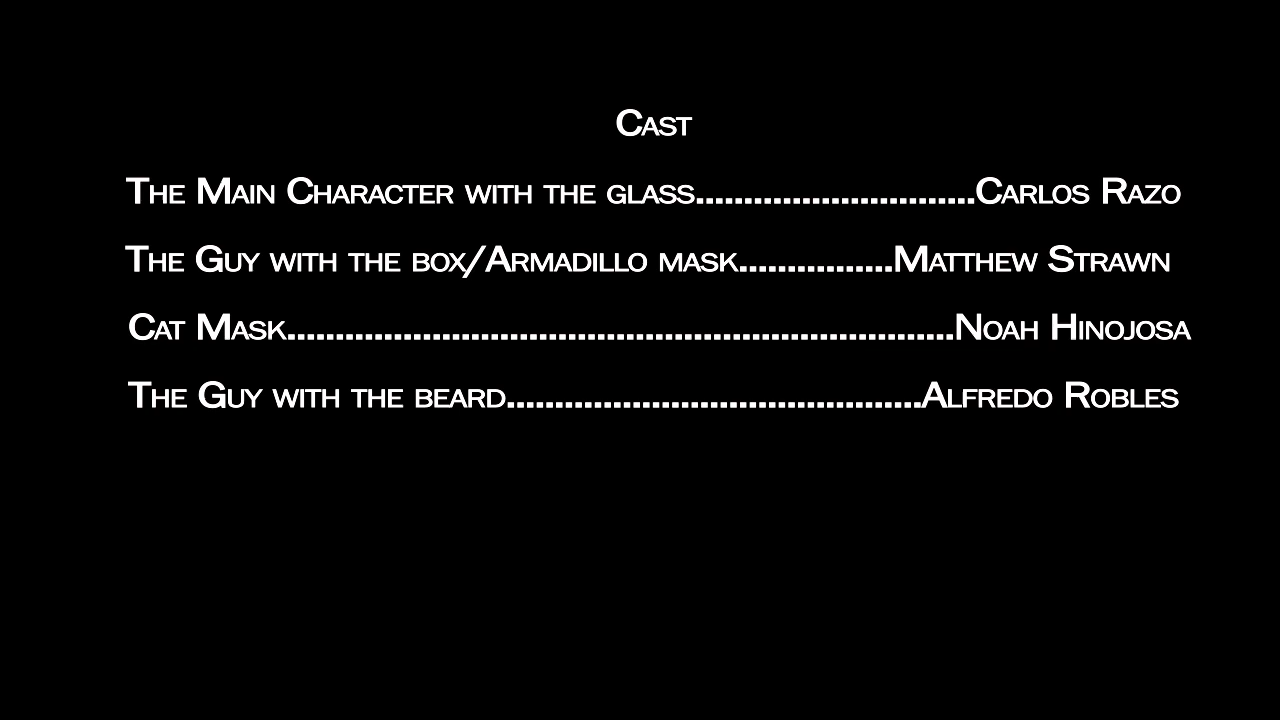 Cast
The Main Character with the glass............................Carlos Razo
The Guy with the box/Armadillo mask................Matthew Strawn
Cat Mask....................................................................Noah Hinojosa
The Guy with the beard..........................................Alfredo Robles